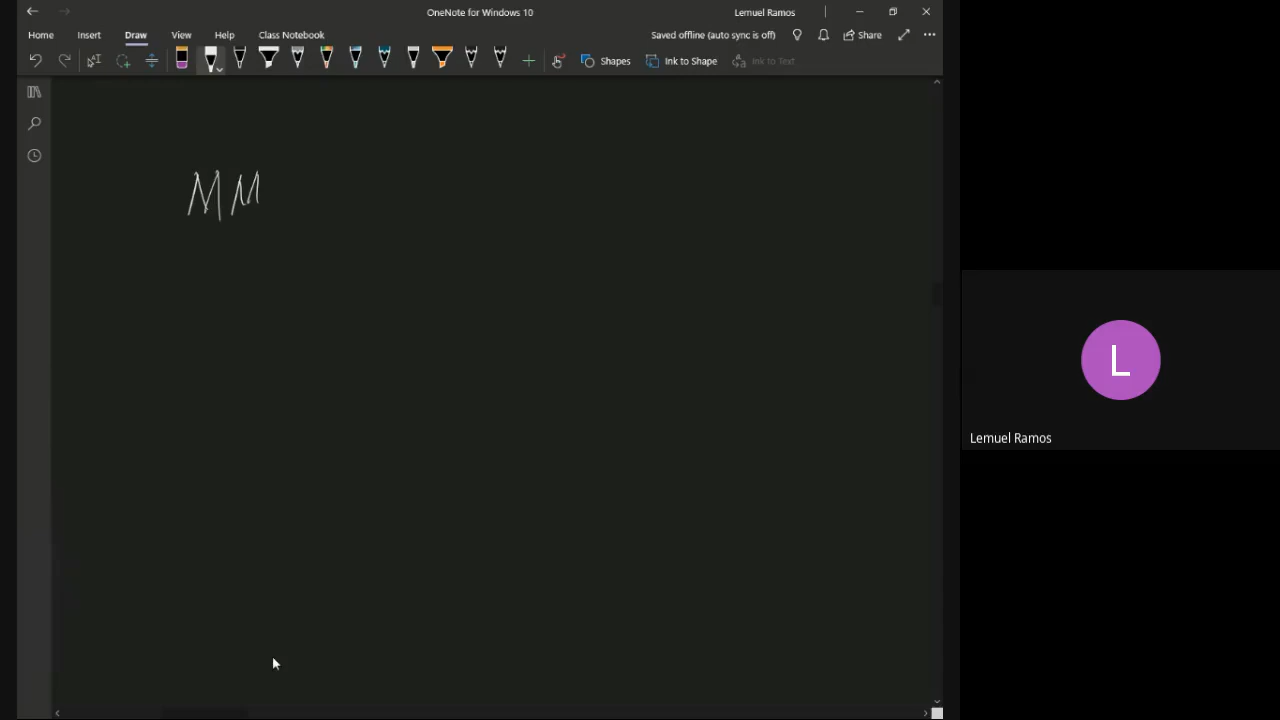 OneNote for Windows 10
Lemuel Ramos
Home Insert Draw View Help Class Notebook
Saved offline (auto sync is off)
Share
Shapes
Ink to Shape
Ink to Text
MM
L
Lemuel Ramos